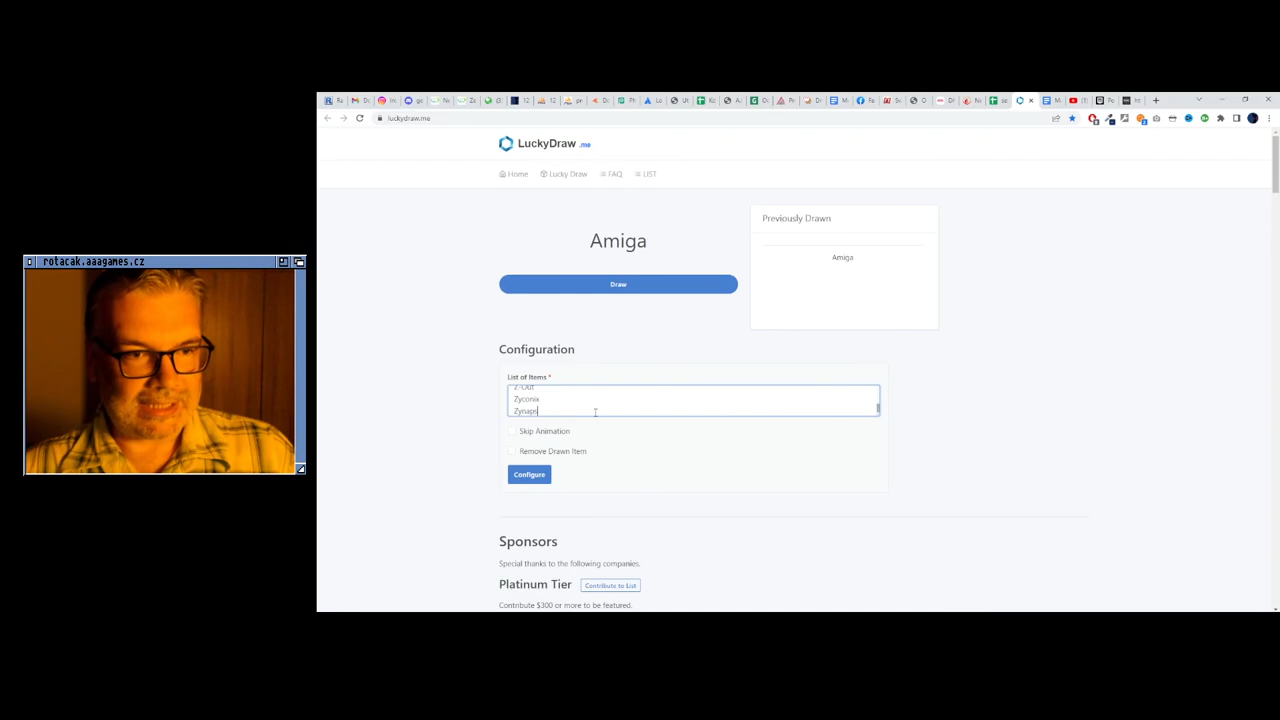 rotacak.aaagames.cz
luckydraw.me
LuckyDraw .me
Home Lucky Draw FAQ LIST
Amiga
Draw
Previously Drawn
Amiga
Configuration
List of Items *
Z-Out
Zyconix
Zynaps
Skip Animation
Remove Drawn Item
Configure
Sponsors
Special thanks to the following companies.
Platinum Tier Contribute to List
Contribute $300 or more to be featured.